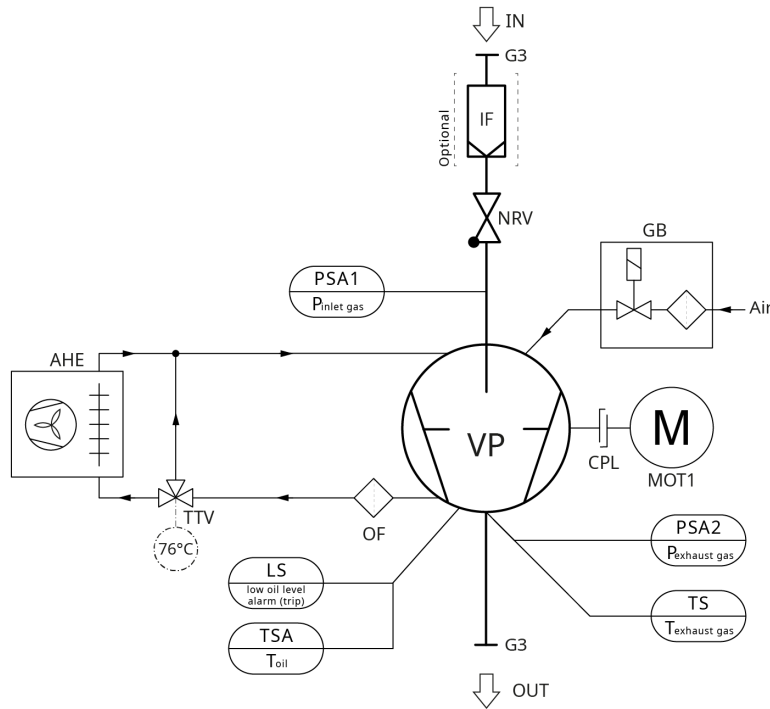 IN
G3
IF
Optional
NRV
GB
PSA1
Pinlet gas
Air
AHE
VP
M
CPL
MOT1
TTV
OF
76°C
PSA2
Pexhaust gas
LS
low oil level
alarm (trip)
TS
Texhaust gas
TSA
Toil
G3
OUT